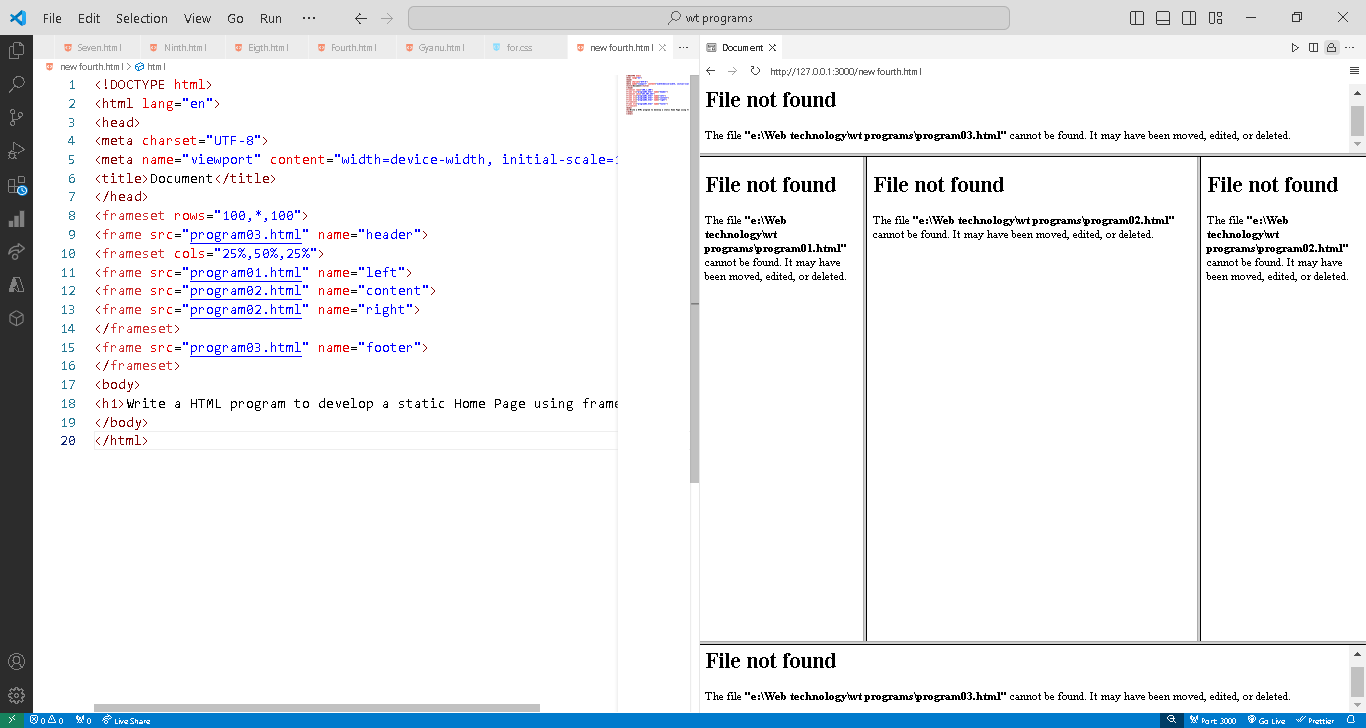 File Edit Selection View Go Run ··· wt programs
Seven.html Ninth.html Eigth.html Fourth.html Gyanu.html for.css new fourth.html ··· Document
new fourth.html > html
http://127.0.0.1:3000/new fourth.html
1 <!DOCTYPE html>
2 <html lang="en">
3 <head>
4 <meta charset="UTF-8">
5 <meta name="viewport" content="width=device-width, initial-scale=1
6 <title>Document</title>
7 </head>
8 <frameset rows="100,*,100">
9 <frame src="program03.html" name="header">
10 <frameset cols="25%,50%,25%">
11 <frame src="program01.html" name="left">
12 <frame src="program02.html" name="content">
13 <frame src="program02.html" name="right">
14 </frameset>
15 <frame src="program03.html" name="footer">
16 </frameset>
17 <body>
18 <h1>Write a HTML program to develop a static Home Page using frame
19 </body>
20 </html>
File not found
The file "e:\Web technology\wt programs\program03.html" cannot be found. It may have been moved, edited, or deleted.
File not found
The file "e:\Web
technology\wt
programs\program01.html"
cannot be found. It may have
been moved, edited, or deleted.
File not found
The file "e:\Web technology\wt programs\program02.html"
cannot be found. It may have been moved, edited, or deleted.
File not found
The file "e:\Web
technology\wt
programs\program02.html"
cannot be found. It may have
been moved, edited, or deleted.
File not found
The file "e:\Web technology\wt programs\program03.html" cannot be found. It may have been moved, edited, or deleted.
0 0 0 Live Share Port: 3000 Go Live Prettier